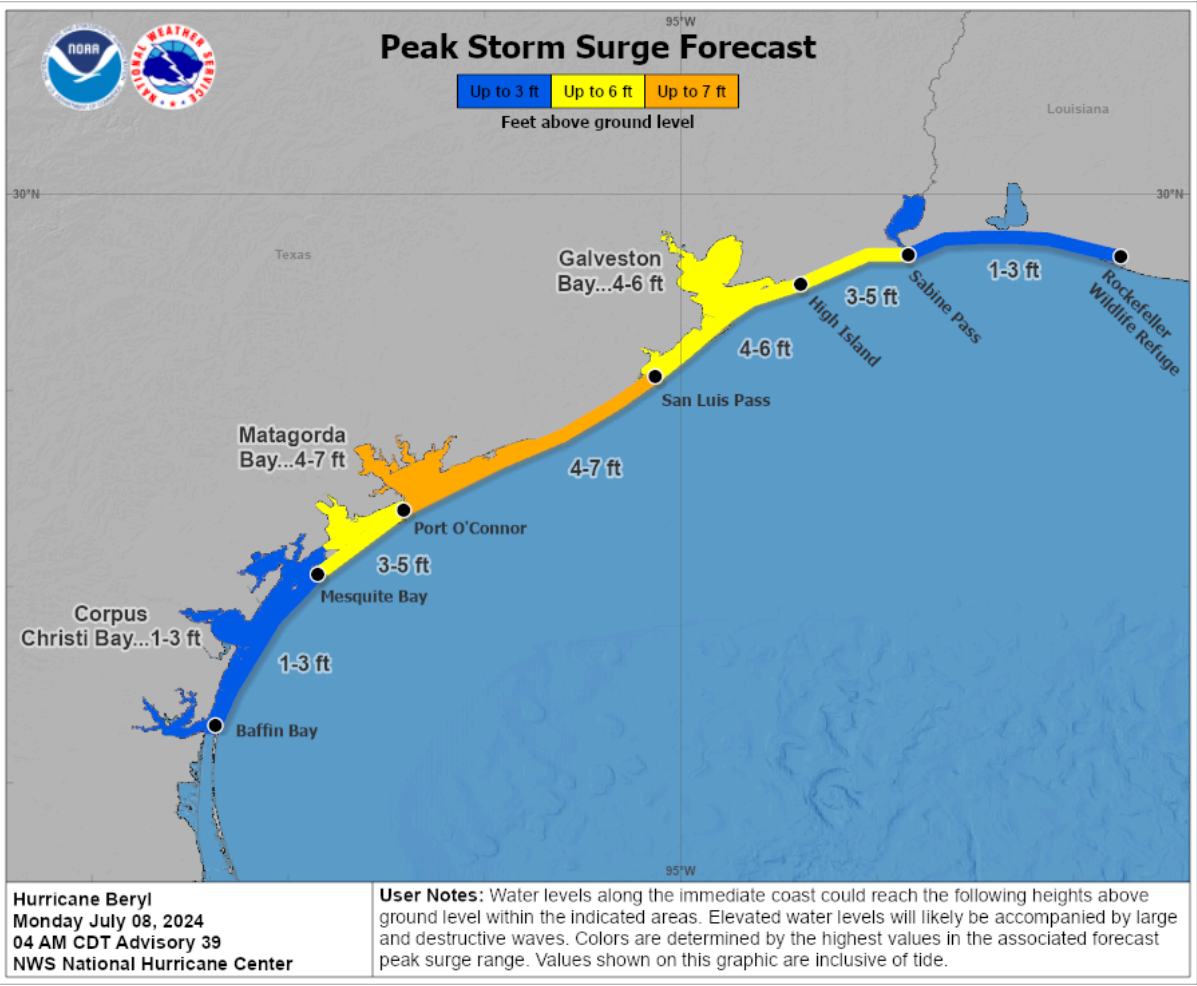 95°W
NOAA
NATIONAL WEATHER SERVICE
Peak Storm Surge Forecast
Up to 3 ft
Up to 6 ft
Up to 7 ft
Feet above ground level
Louisiana
30°N
30°N
Texas
Galveston
Bay...4-6 ft
1-3 ft
Rockefeller
Wildlife Refuge
Sabine Pass
3-5 ft
High Island
4-6 ft
San Luis Pass
Matagorda
Bay...4-7 ft
4-7 ft
Port O'Connor
3-5 ft
Mesquite Bay
Corpus
Christi Bay...1-3 ft
1-3 ft
Baffin Bay
95°W
Hurricane Beryl
Monday July 08, 2024
04 AM CDT Advisory 39
NWS National Hurricane Center
User Notes: Water levels along the immediate coast could reach the following heights above
ground level within the indicated areas. Elevated water levels will likely be accompanied by large
and destructive waves. Colors are determined by the highest values in the associated forecast
peak surge range. Values shown on this graphic are inclusive of tide.